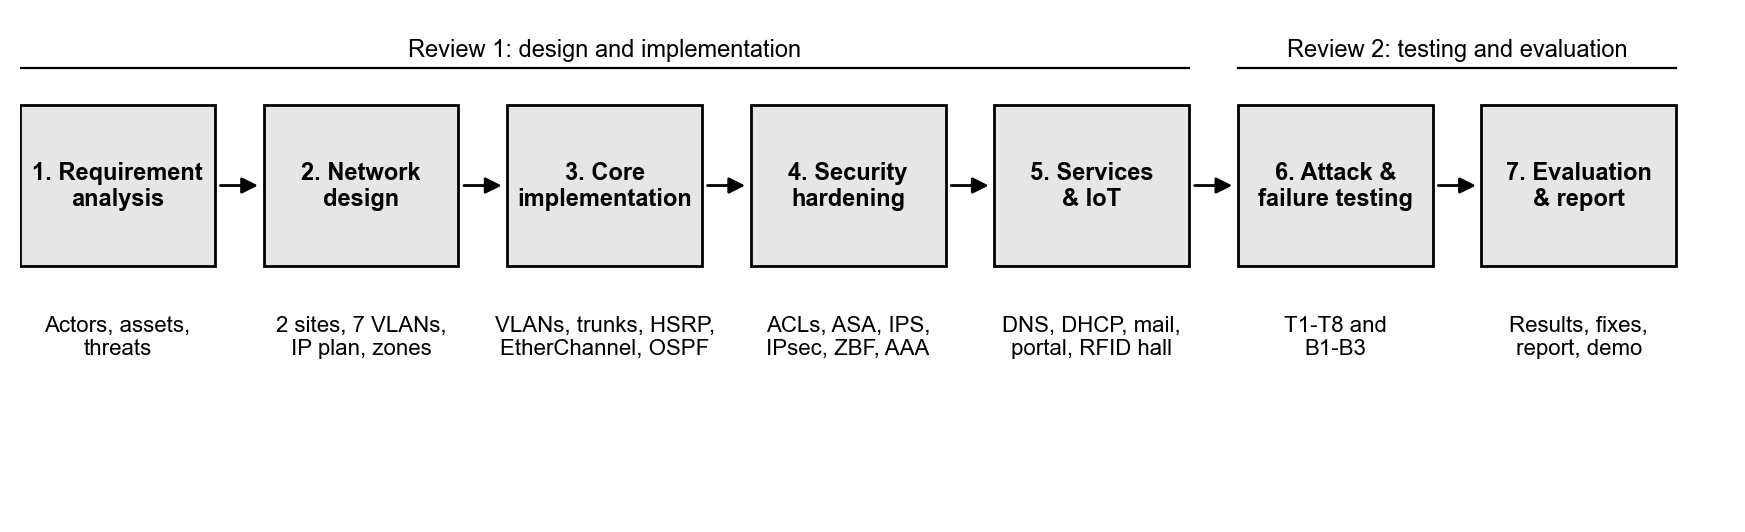 Review 1: design and implementation
Review 2: testing and evaluation
1. Requirement
analysis
2. Network
design
3. Core
implementation
4. Security
hardening
5. Services
& IoT
6. Attack &
failure testing
7. Evaluation
& report
Actors, assets,
threats
2 sites, 7 VLANs,
IP plan, zones
VLANs, trunks, HSRP,
EtherChannel, OSPF
ACLs, ASA, IPS,
IPsec, ZBF, AAA
DNS, DHCP, mail,
portal, RFID hall
T1-T8 and
B1-B3
Results, fixes,
report, demo